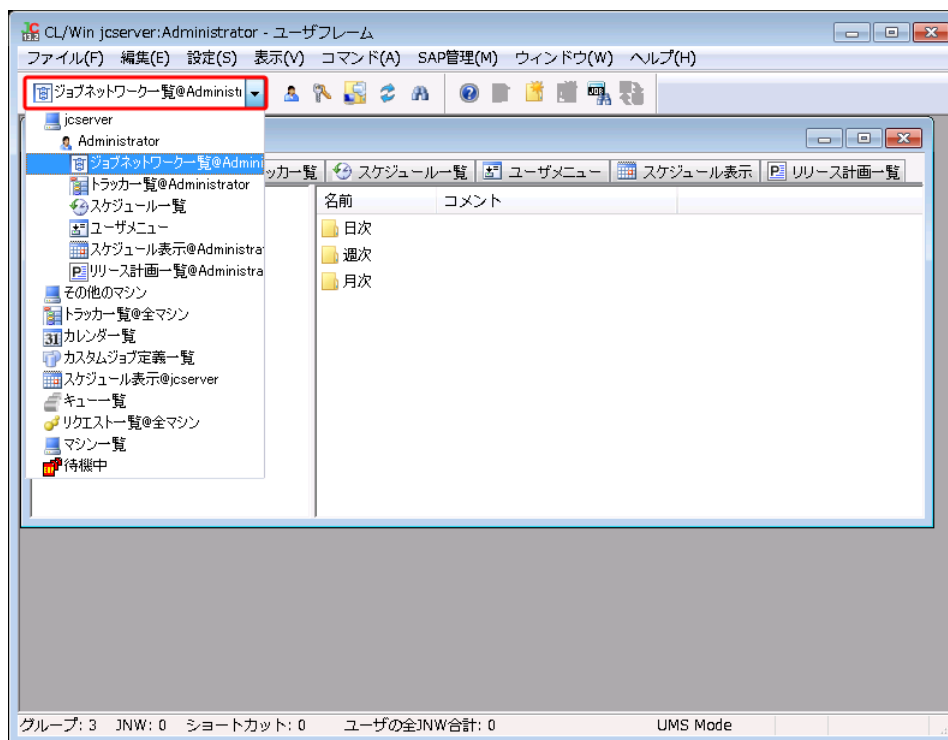 CL/Win jcserver:Administrator - ユーザフレーム
ファイル(F) 編集(E) 設定(S) 表示(V) コマンド(A) SAP管理(M) ウィンドウ(W) ヘルプ(H)
ジョブネットワーク一覧@Administ
jcserver
Administrator
ジョブネットワーク一覧@Admini
トラッカ一覧@Administrator
スケジュール一覧
ユーザメニュー
スケジュール表示@Administra
リリース計画一覧@Administra
その他のマシン
トラッカ一覧@全マシン
カレンダ一覧
カスタムジョブ定義一覧
スケジュール表示@jcserver
キュー一覧
リクエスト一覧@全マシン
マシン一覧
待機中
ッカ一覧 スケジュール一覧 ユーザメニュー スケジュール表示 リリース計画一覧
名前 コメント
日次
週次
月次
グループ: 3 JNW: 0 ショートカット: 0 ユーザの全JNW合計: 0 UMS Mode